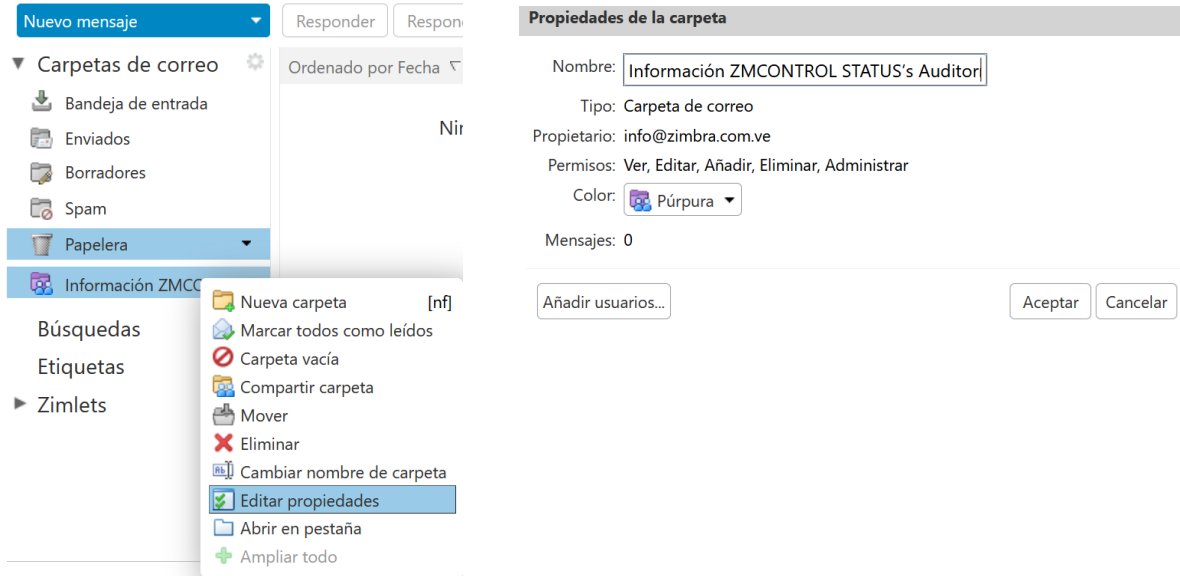 Nuevo mensaje
Responder
Respon
Carpetas de correo
Ordenado por Fecha
Bandeja de entrada
Enviados
Nin
Borradores
Spam
Papelera
Información ZMCO
Nueva carpeta [nf]
Marcar todos como leídos
Búsquedas
Carpeta vacía
Etiquetas
Compartir carpeta
Zimlets
Mover
Eliminar
Cambiar nombre de carpeta
Editar propiedades
Abrir en pestaña
Ampliar todo
Propiedades de la carpeta
Nombre: Información ZMCONTROL STATUS's Auditori
Tipo: Carpeta de correo
Propietario: info@zimbra.com.ve
Permisos: Ver, Editar, Añadir, Eliminar, Administrar
Color: Púrpura
Mensajes: 0
Añadir usuarios...
Aceptar
Cancelar